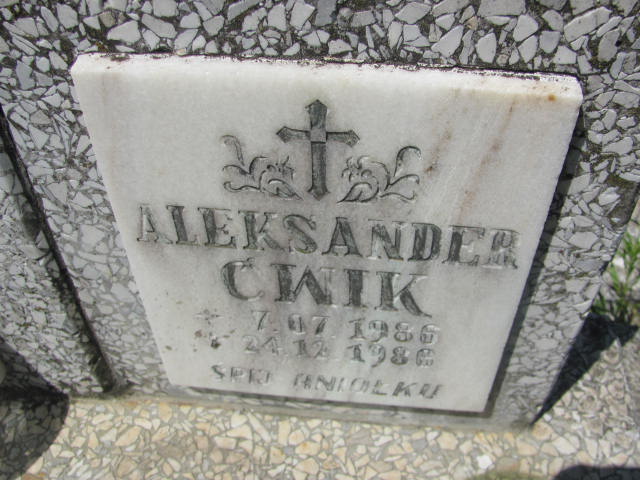 ALEKSANDER
ĆWIK
* 7.07.1986
24.12.1986
ŚPIJ ANIOŁKU